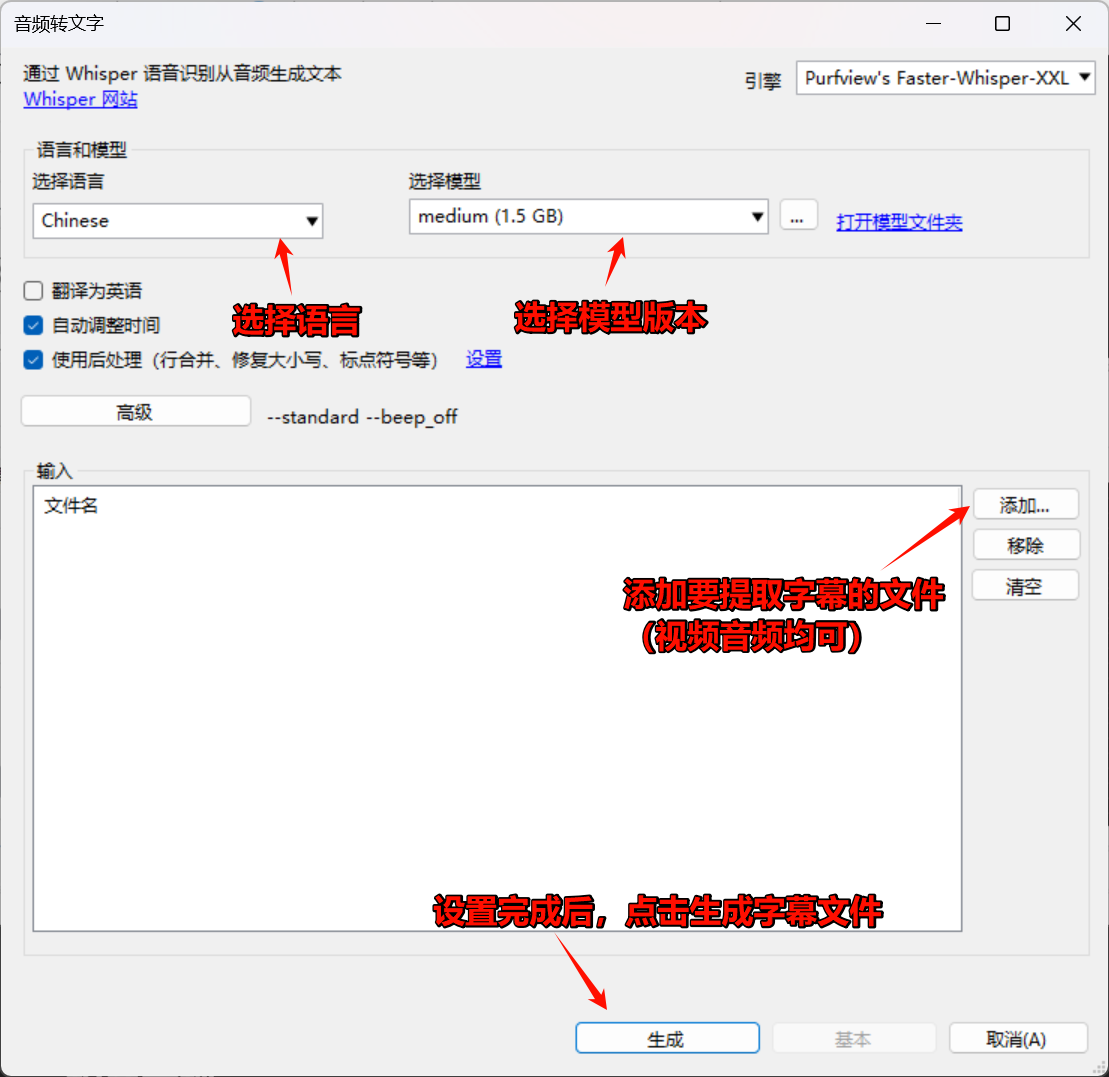 音频转文字
通过 Whisper 语音识别从音频生成文本
Whisper 网站
引擎 Purfview's Faster-Whisper-XXL
语言和模型
选择语言 选择模型
Chinese medium (1.5 GB) ... 打开模型文件夹
翻译为英语
选择语言 选择模型版本
自动调整时间
使用后处理（行合并、修复大小写、标点符号等） 设置
高级 --standard --beep_off
输入
文件名 添加...
移除
清空
添加要提取字幕的文件
（视频音频均可）
设置完成后，点击生成字幕文件
生成 基本 取消(A)